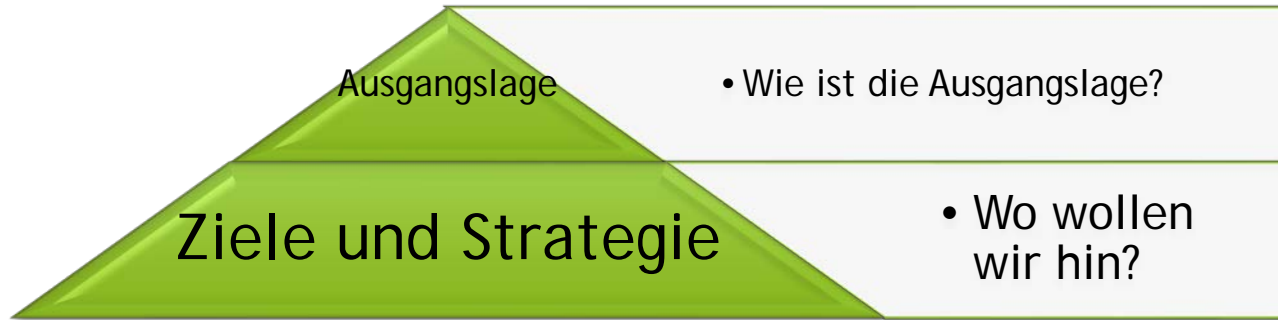 Ausgangslage
• Wie ist die Ausgangslage?
Ziele und Strategie
• Wo wollen
wir hin?